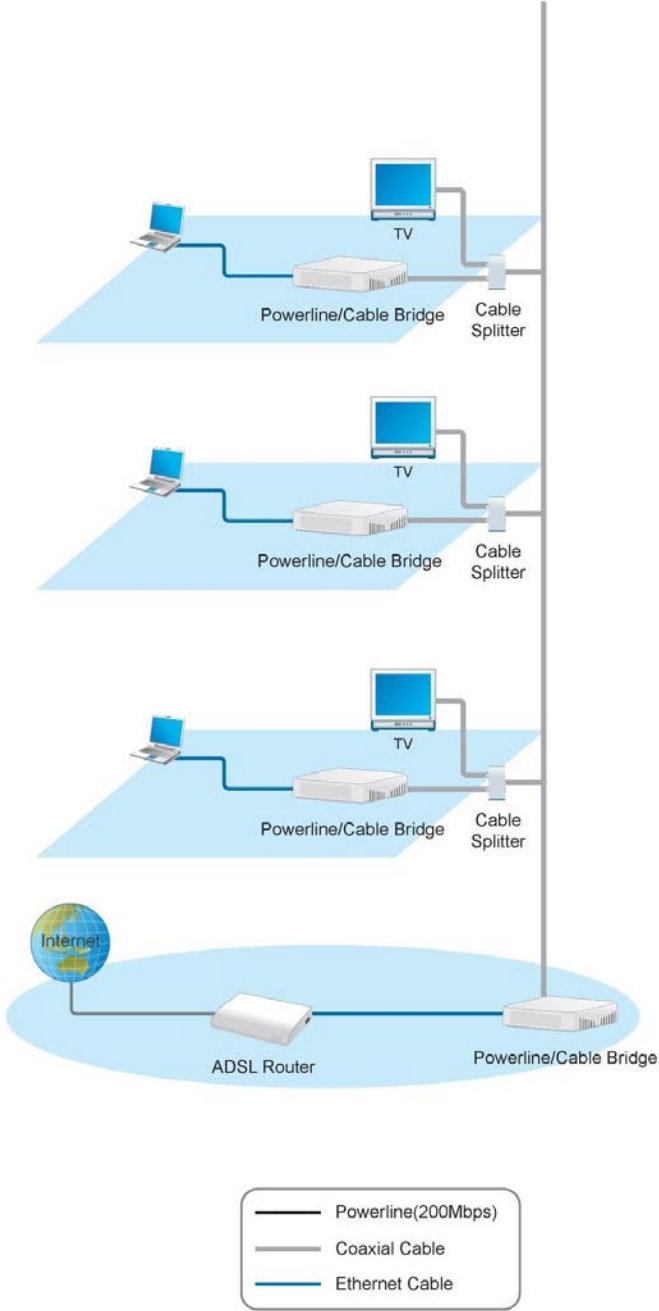 TV
Powerline/Cable Bridge
Cable
Splitter
TV
Powerline/Cable Bridge
Cable
Splitter
TV
Powerline/Cable Bridge
Cable
Splitter
Internet
ADSL Router
Powerline/Cable Bridge
Powerline(200Mbps)
Coaxial Cable
Ethernet Cable